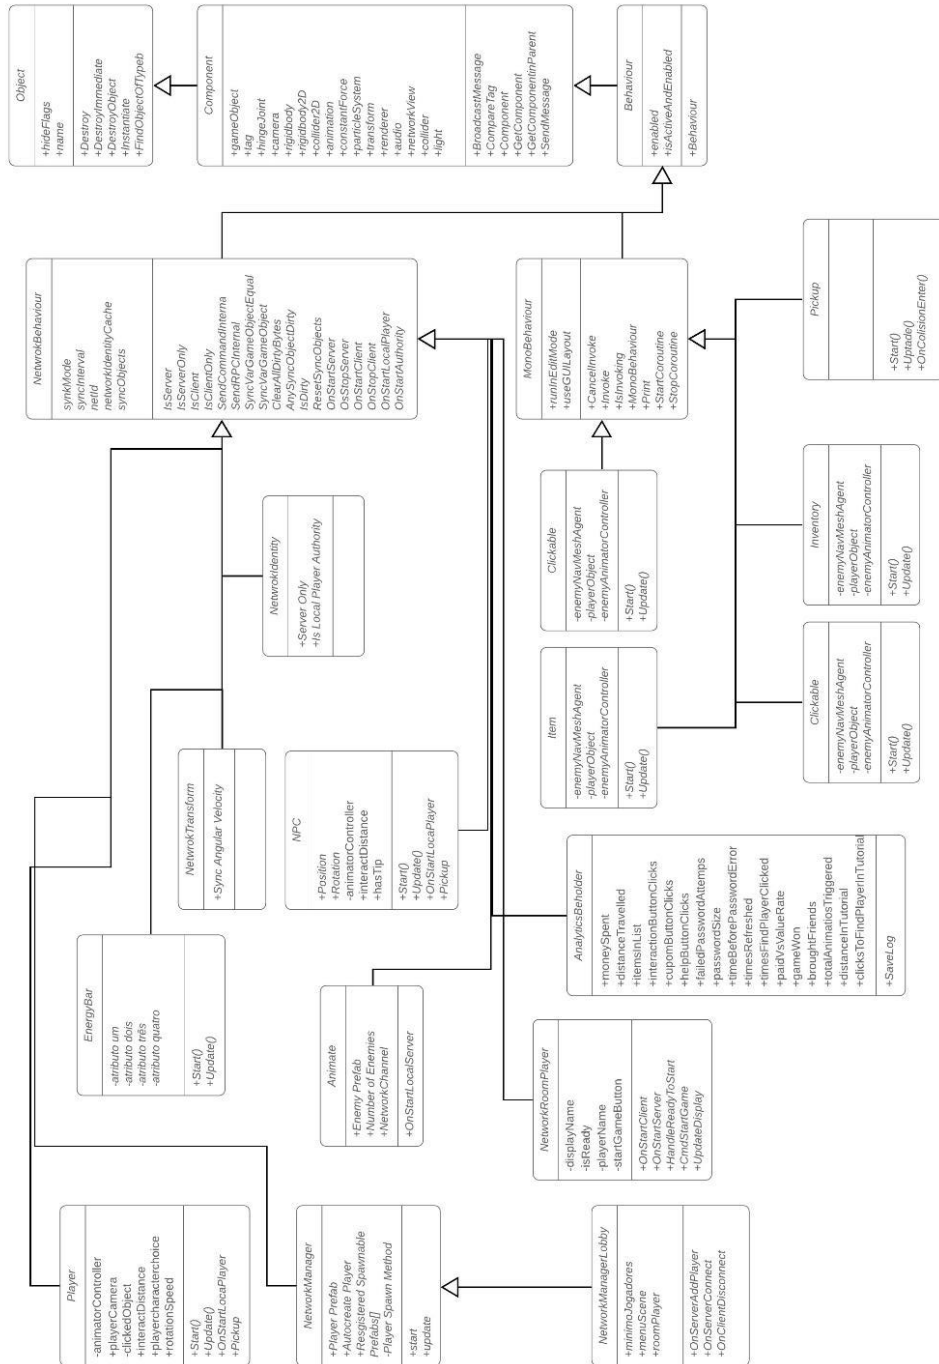 Player
-animatorController
+playerCamera
-clickedObject
+interactDistance
+playercharacterchoice
+rotationSpeed
+Start()
+Update()
+OnStartLocaPlayer
+Pickup
EnergyBar
-atributo um
-atributo dois
-atributo três
-atributo quatro
+Start()
+Update()
NetwrokBehaviour
synkMode
syncInterval
netId
networkIdentityCache
syncObjects
IsServer
IsServerOnly
IsClient
IsClientOnly
SendCommandInterna
SendRPCInternal
SyncVarGameObjectEqual
SyncVarGameObject
ClearAllDirtyBytes
AnySyncObjectDirty
IsDirty
ResetSyncObjects
OnStartServer
OsStopServer
OnStartClient
OnStopClient
OnStartLocalPlayer
OnStartAuthority
Object
+hideFlags
+name
+Destroy
+DestroyImmediate
+DestroyObject
+Instantiate
+FindObjectOfTypeb
NetwrokTransform
+Sync Angular Velocity
NetwrokIdentity
+Server Only
+Is Local Player Authority
Component
+gameObject
+tag
+hingeJoint
+camera
+rigidbody
+rigidbody2D
+collider2D
+animation
+constantForce
+particleSystem
+transform
+renderer
+audio
+networkView
+collider
+light
+BroadcastMessage
+CompareTag
+Component
+GetComponent
+GetComponentinParent
+SendMessage
NetworkManager
+Player Prefab
+Autocreate Player
+Resgistered Spawnable
Prefabs[]
-Player Spawn Method
+start
+update
Animate
+Enemy Prefab
+Number of Enemies
+NetworkChannel
+OnStartLocalServer
NPC
+Position
+Rotation
-animatorController
+interactDistance
+hasTip
+Start()
+Update()
+OnStartLocaPlayer
+Pickup
NetworkManagerLobby
+minimoJogadores
+menuScene
+roomPlayer
+OnServerAddPlayer
+OnServerConnect
+OnClientDisconnect
NetworkRoomPlayer
-displayName
-isReady
-playerName
-startGameButton
+OnStartClient
+OnStartServer
+HandleReadyToStart
+CmdStartGame
+UpdateDisplay
AnalyticsBeholder
+moneySpent
+distanceTravelled
+itemsInList
+interactionButtonClicks
+cupomButtonClicks
+helpButtonClicks
+failedPasswordAttemps
+passwordSize
+timeBeforePasswordError
+timesRefreshed
+timesFindPlayerClicked
+paidVsValueRate
+gameWon
+broughtFriends
+totalAnimatiosTriggered
+distanceInTutorial
+clicksToFindPlayerInTutorial
+SaveLog
Item
-enemyNavMeshAgent
-playerObject
-enemyAnimatorController
+Start()
+Update()
Clickable
-enemyNavMeshAgent
-playerObject
-enemyAnimatorController
+Start()
+Update()
MonoBehaviour
+runInEditMode
+useGUILayout
+CancelInvoke
+Invoke
+IsInvoking
+MonoBehaviour
+Print
+StartCoroutine
+StopCoroutine
Behaviour
+enabled
+isActiveAndEnabled
+Behaviour
Clickable
-enemyNavMeshAgent
-playerObject
-enemyAnimatorController
+Start()
+Update()
Inventory
-enemyNavMeshAgent
-playerObject
-enemyAnimatorController
+Start()
+Update()
Pickup
+Start()
+Uptade()
+OnColisionEnter()